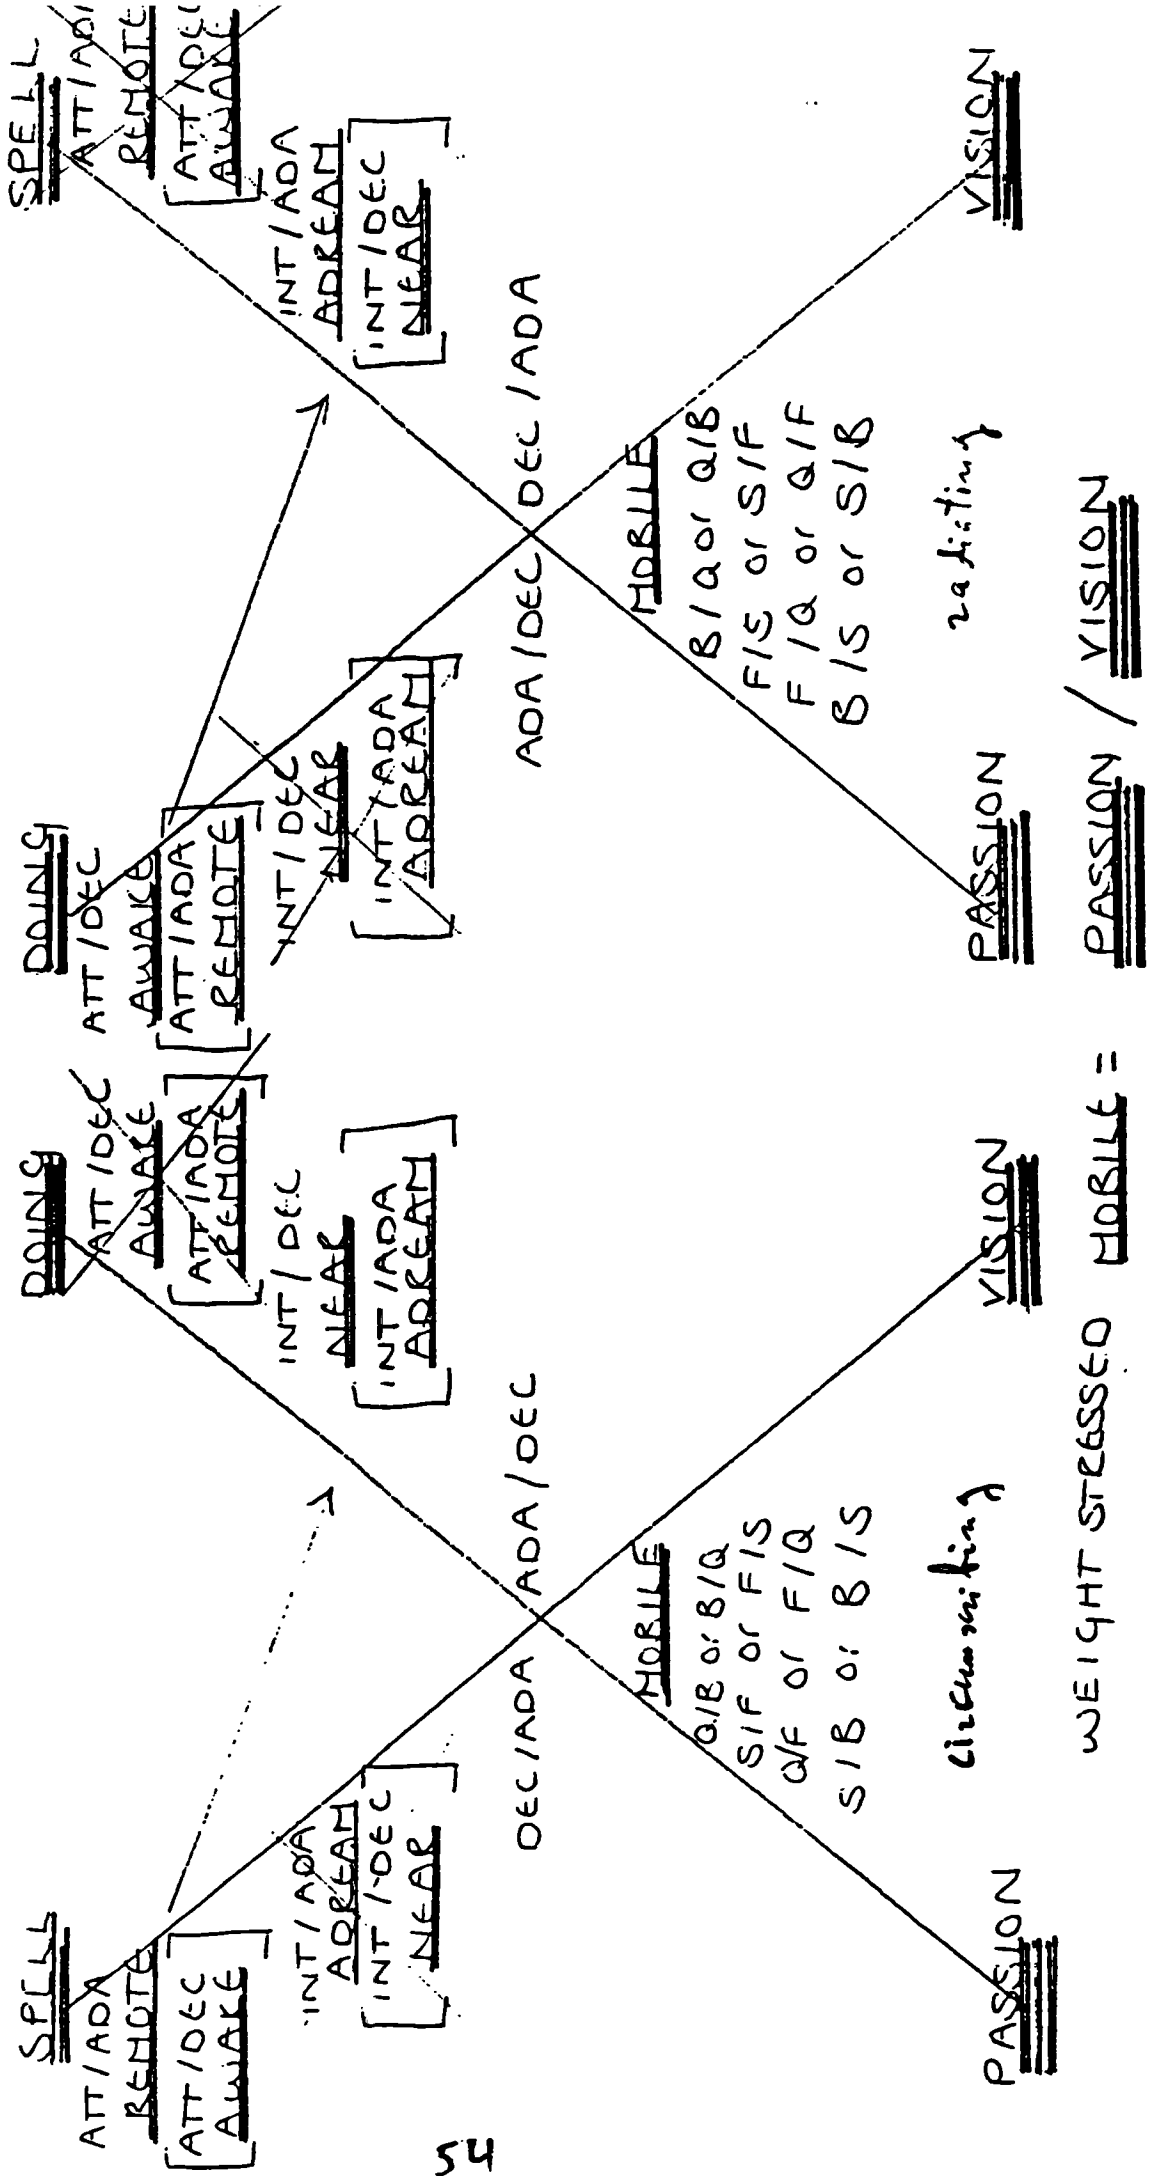 SPELL
ATT/ADA
REMOTE
[ATT/DEC
AWAKE]
INT/ADA
ADREAM
[INT/DEC
NEAR]
DOING
ATT/DEC
AWAKE
[ATT/ADA
REMOTE]
INT/DEC
NEAR
[INT/ADA
ADREAM]
DEC/ADA ADA/DEC
MOBILE
Q/B or B/Q
S/F or F/S
Q/F or F/Q
S/B or B/S
circumscribing
PASSION
VISION
DOING
ATT/DEC
AWAKE
[ATT/ADA
REMOTE]
INT/DEC
NEAR
[INT/ADA
ADREAM]
SPELL
ATT/ADA
REMOTE
[ATT/DEC
AWAKE
INT/ADA
ADREAM
[INT/DEC
NEAR]
ADA/DEC DEC/ADA
MOBILE
B/Q or Q/B
F/S or S/F
F/Q or Q/F
B/S or S/B
radiating
PASSION
VISION
WEIGHT STRESSED MOBILE = PASSION / VISION
54